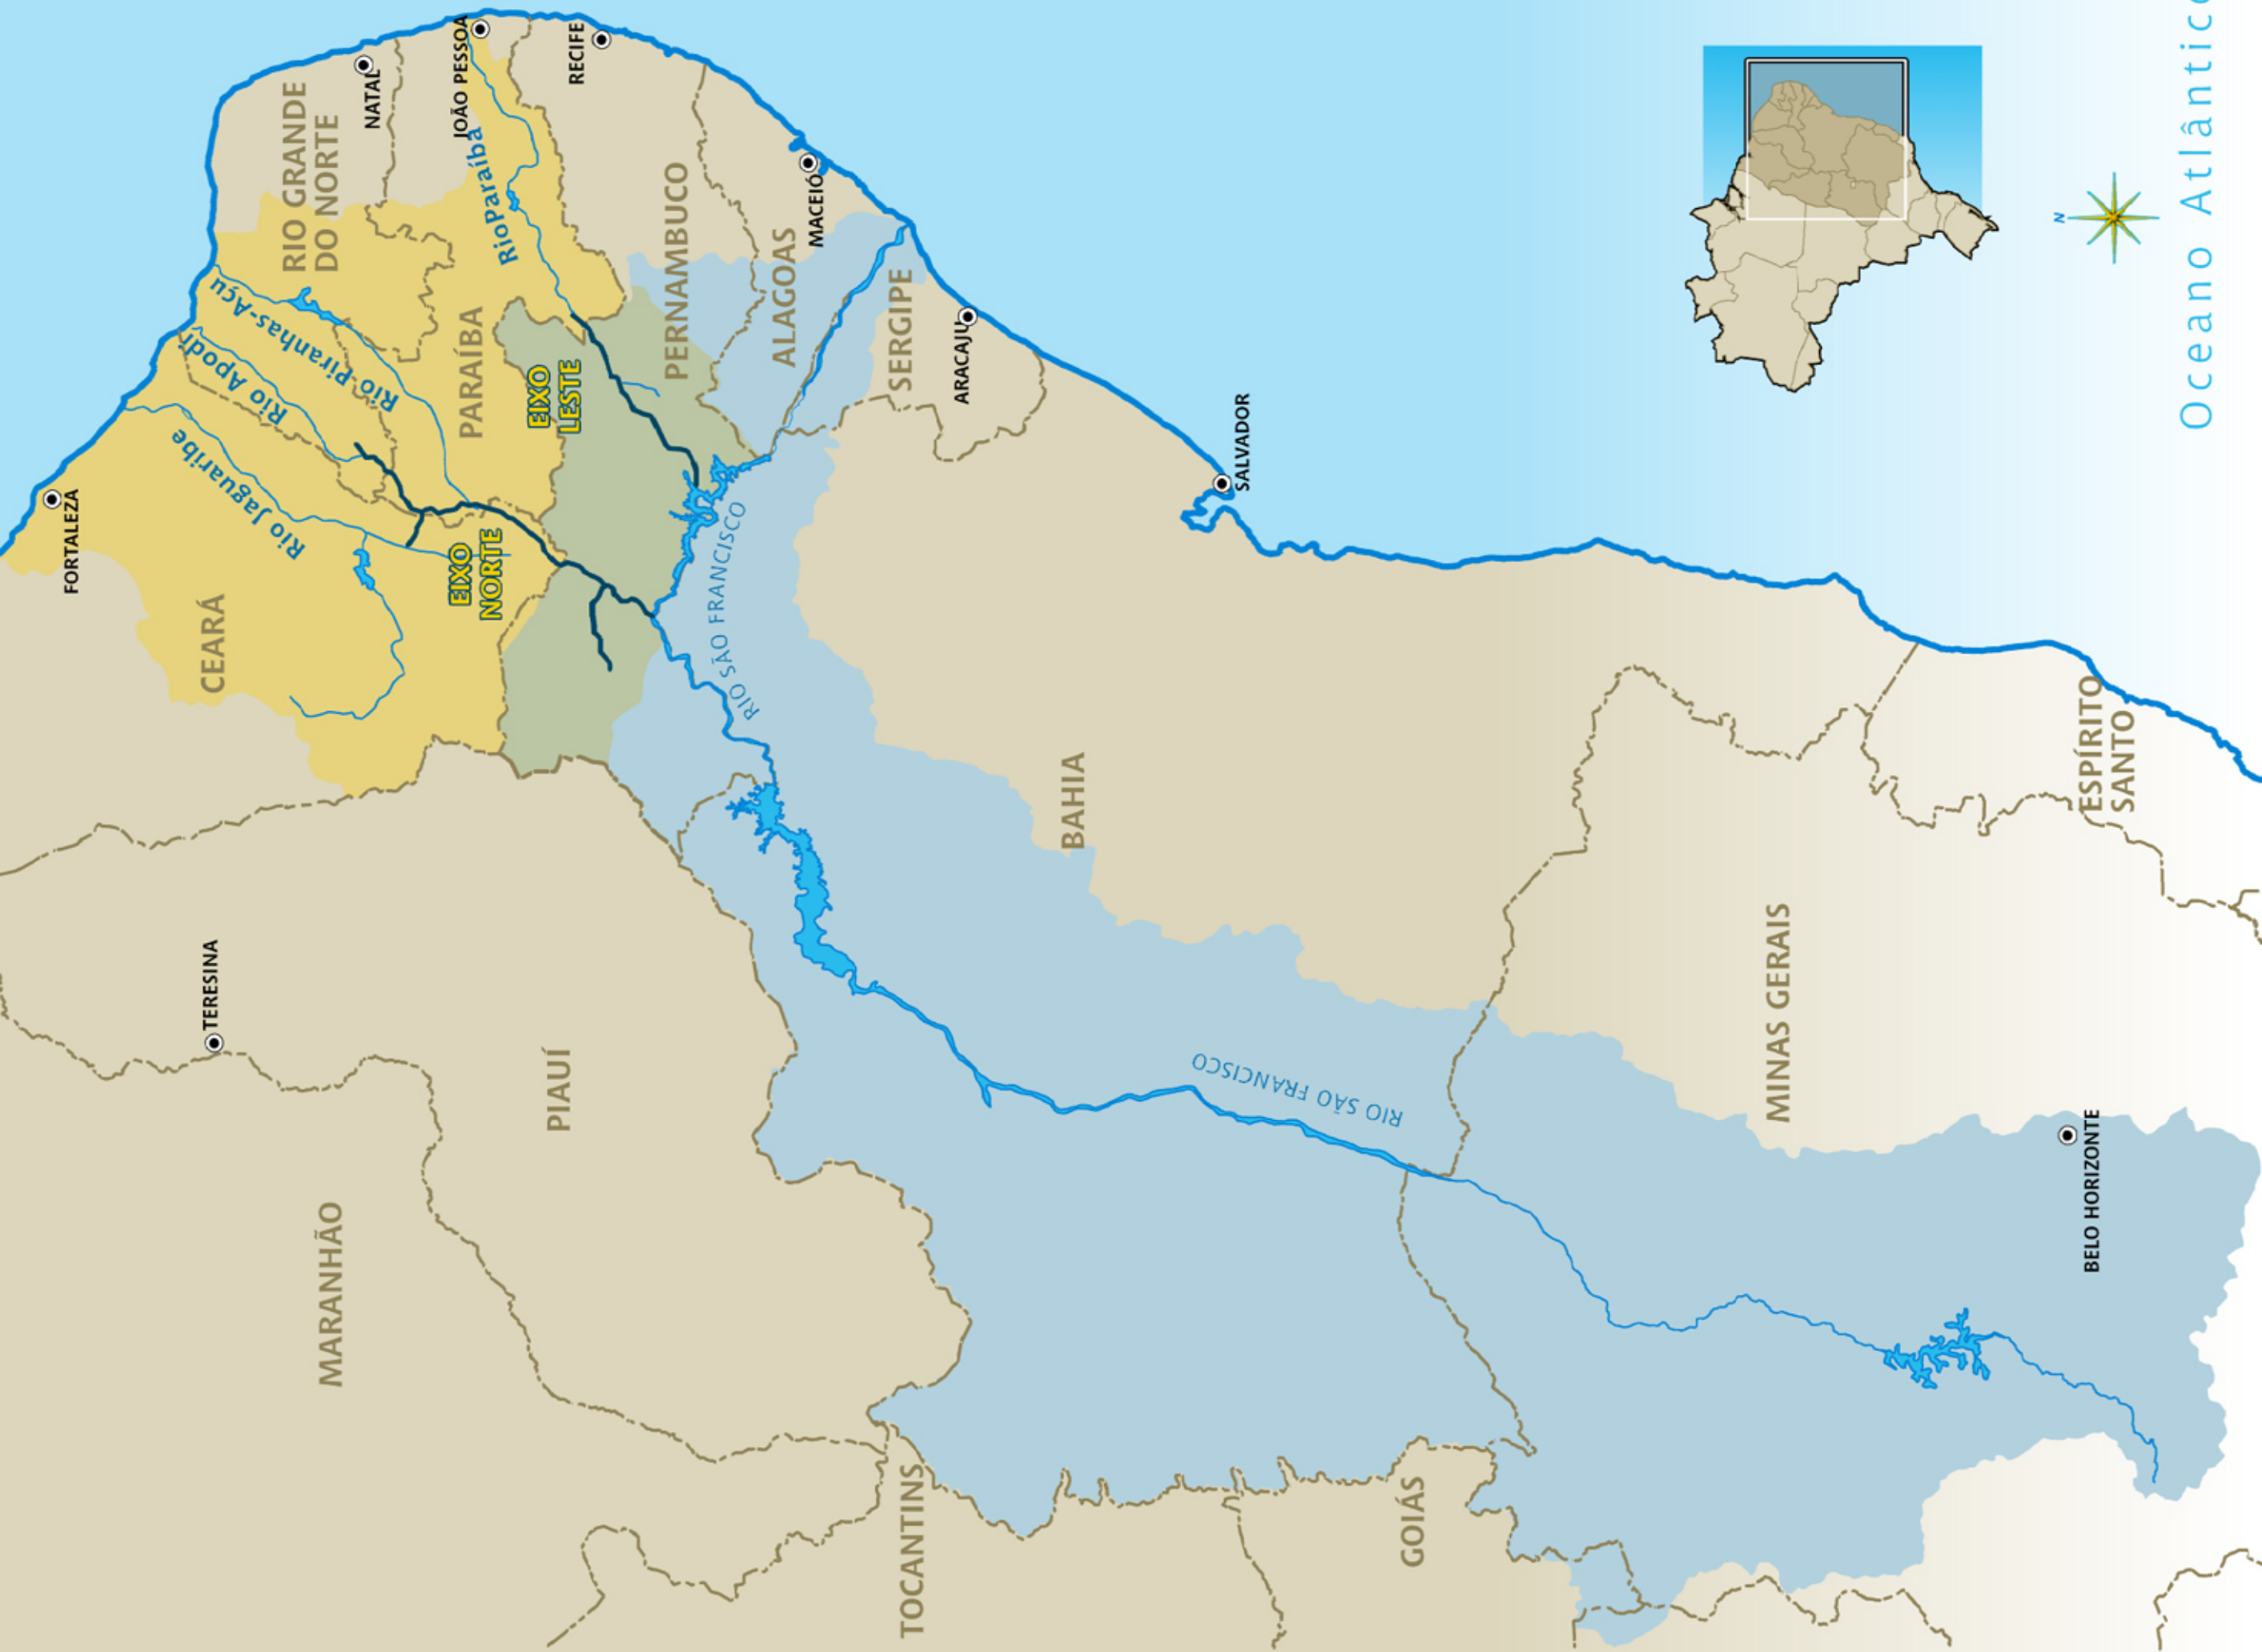 FORTALEZA
CEARÁ
Rio Jaguaribe
Rio Apodi
Rio Piranhas-Açu
RIO GRANDE
DO NORTE
NATAL
JOÃO PESSOA
RioParaíba
PARAÍBA
RECIFE
EIXO
NORTE
EIXO
LESTE
PERNAMBUCO
ALAGOAS
MACEIÓ
SERGIPE
ARACAJU
RIO SÃO FRANCISCO
TERESINA
MARANHÃO
PIAUÍ
BAHIA
SALVADOR
RIO SÃO FRANCISCO
TOCANTINS
GOIÁS
MINAS GERAIS
BELO HORIZONTE
ESPÍRITO
SANTO
N
Oceano Atlântico